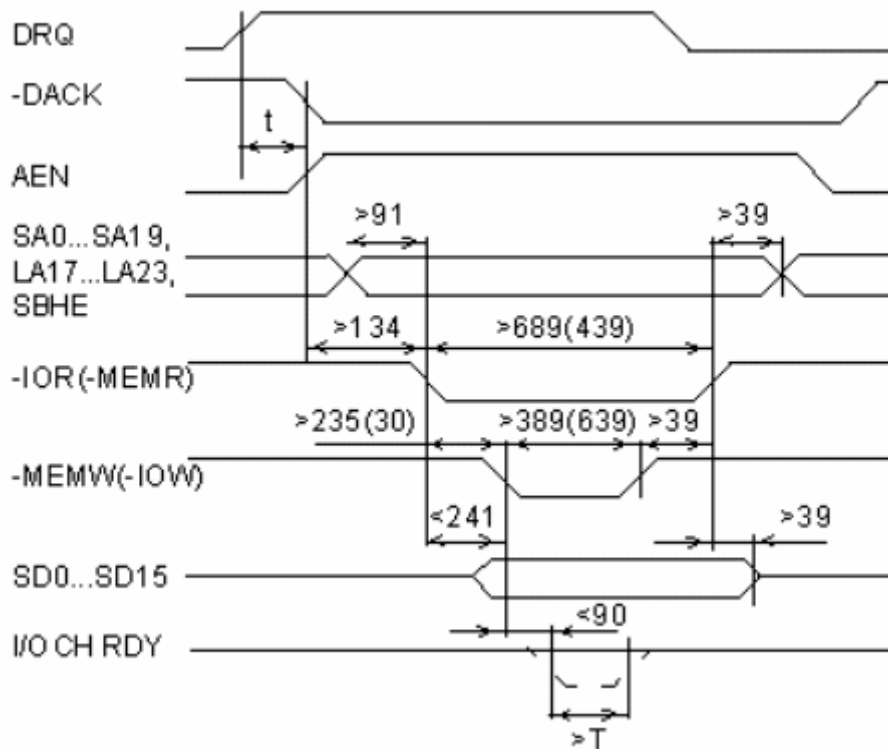 DRQ
-DACK
t
AEN
>91
>39
SA0...SA19,
LA17...LA23,
SBHE
>134
>689(439)
-IOR(-MEMR)
>235(30)
>389(639)
>39
-MEMW(-IOW)
<241
>39
SD0...SD15
<90
I/O CH RDY
>T